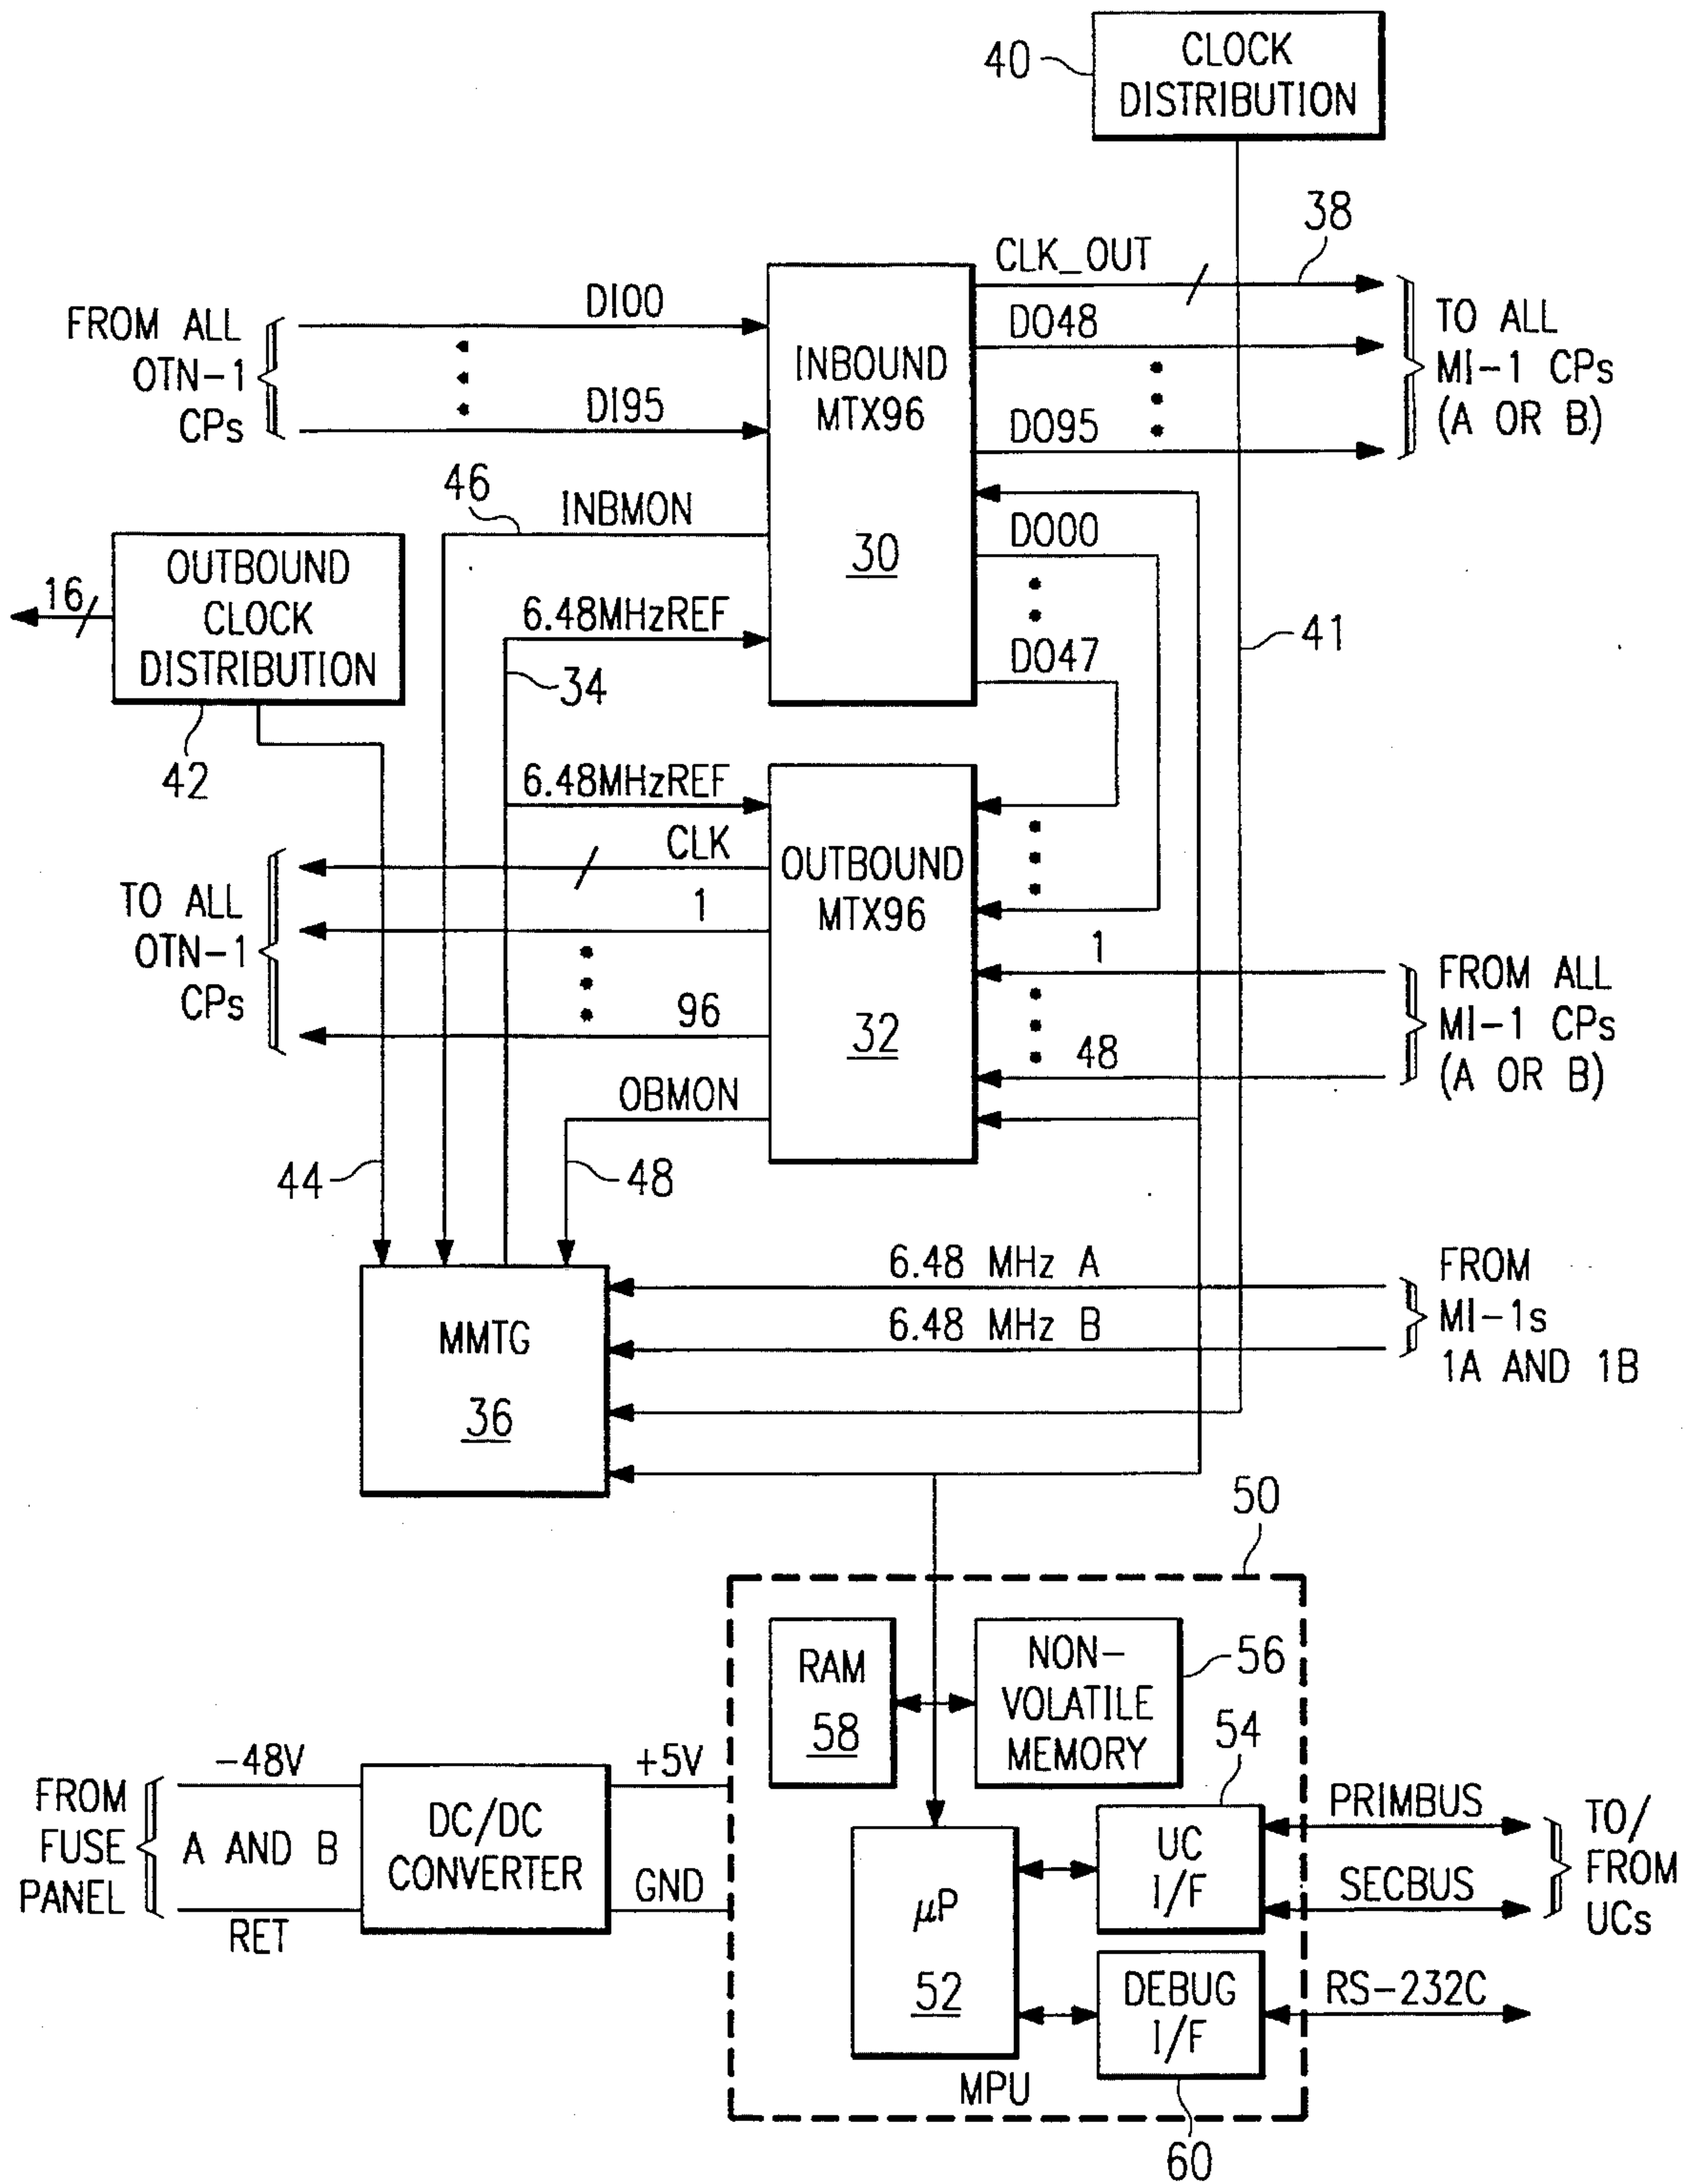 40
CLOCK
DISTRIBUTION
38
CLK_OUT
FROM ALL
OTN-1
CPs
DI00
DI95
INBOUND
MTX96
30
DO48
DO95
TO ALL
MI-1 CPs
(A OR B)
46
INBMON
DO00
DO47
41
16
OUTBOUND
CLOCK
DISTRIBUTION
42
6.48MHzREF
34
6.48MHzREF
CLK
1
96
TO ALL
OTN-1
CPs
OUTBOUND
MTX96
32
1
48
FROM ALL
MI-1 CPs
(A OR B)
OBMON
44
48
MMTG
36
6.48 MHz A
6.48 MHz B
FROM
MI-1s
1A AND 1B
50
RAM
58
NON-
VOLATILE
MEMORY
56
54
FROM
FUSE
PANEL
-48V
A AND B
RET
DC/DC
CONVERTER
+5V
GND
μP
52
UC
I/F
PRIMBUS
SECBUS
TO/
FROM
UCs
DEBUG
I/F
RS-232C
MPU
60